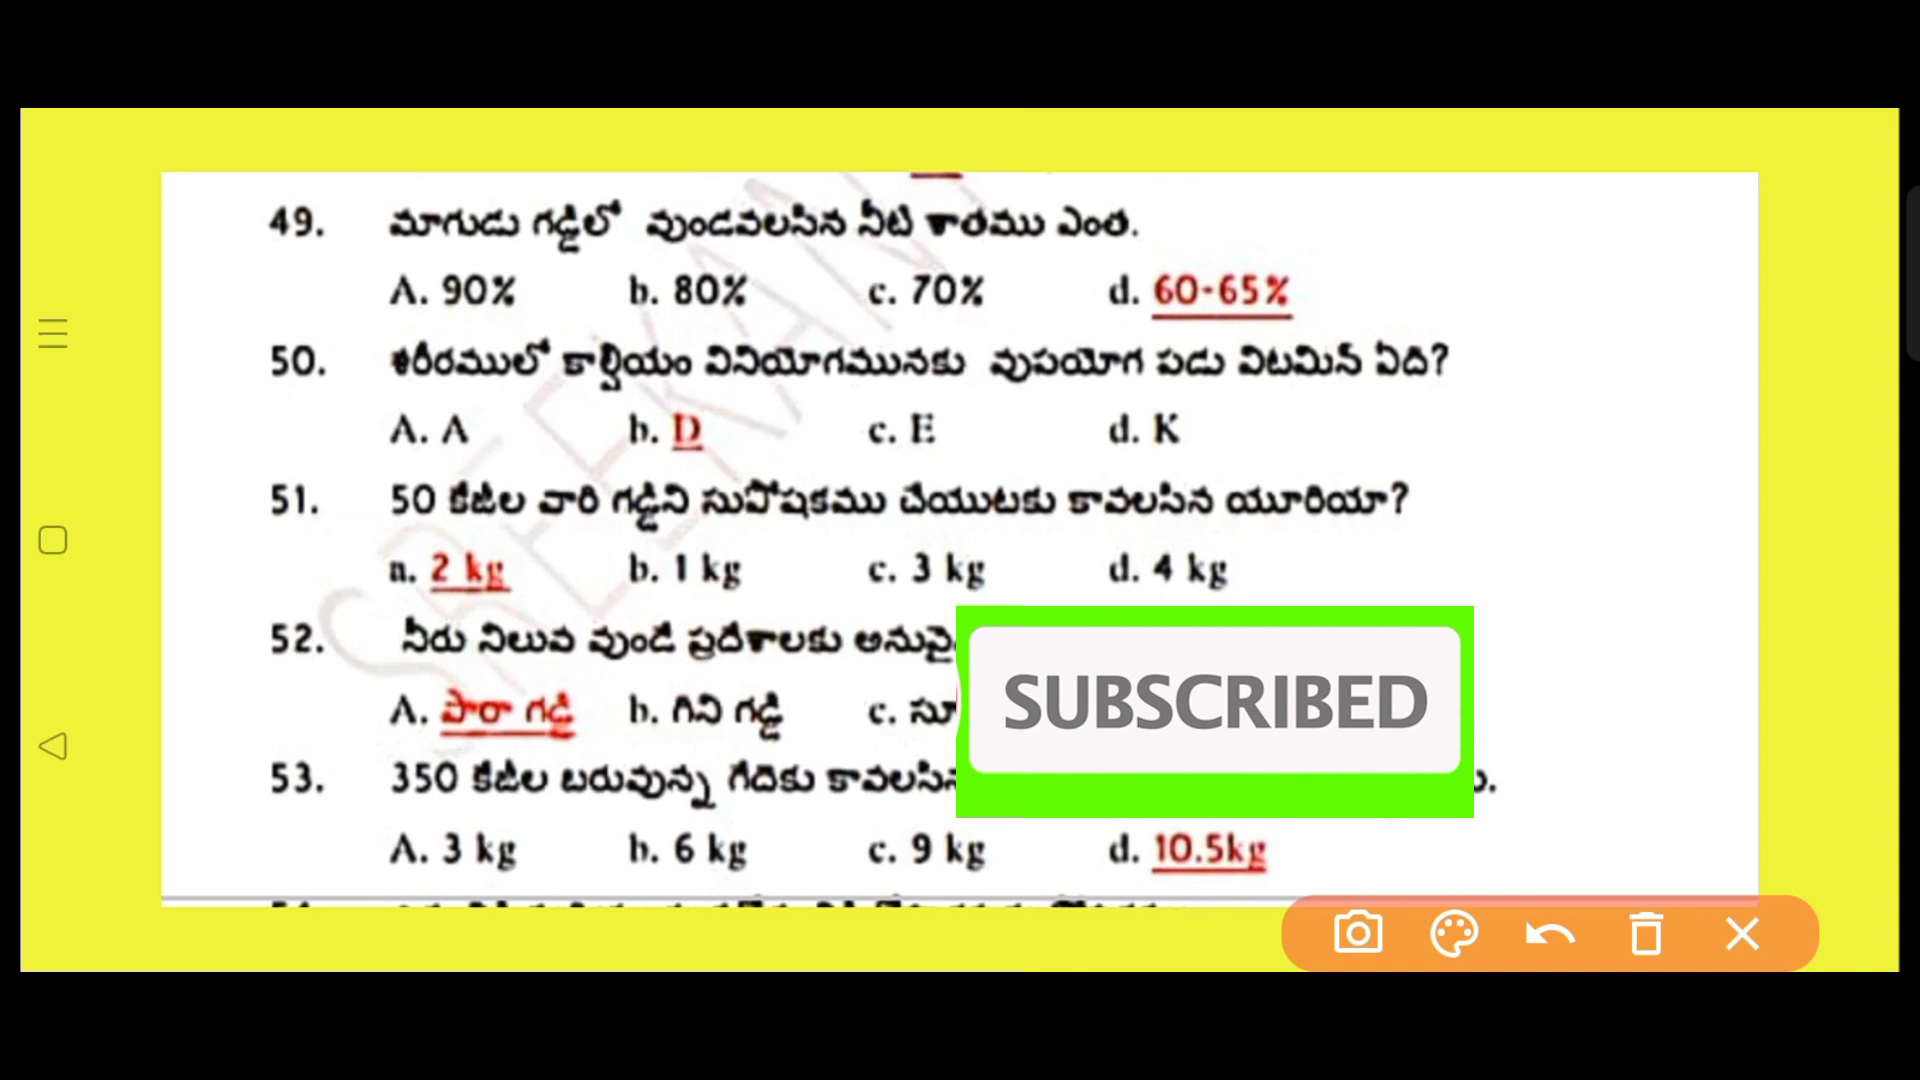 49. మాగుడు గడ్డిలో వుండవలసిన నీటి శాతము ఎంత.
A. 90% b. 80% c. 70% d. 60-65%
50. శరీరములో కాల్షియం వినియోగమునకు వుపయోగ పడు విటమిన్ ఏది?
A. A b. D c. E d. K
51. 50 కేజీల వారి గడ్డిని సుపోషకము చేయుటకు కావలసిన యూరియా?
a. 2 kg b. 1 kg c. 3 kg d. 4 kg
52. నీరు నిలువ వుండే ప్రదేశాలకు
A. పారా గడ్డి b. గిని గడ్డి c.
SUBSCRIBED
53. 350 కేజీల బరువున్న గేదెకు
A. 3 kg b. 6 kg c. 9 kg d. 10.5kg